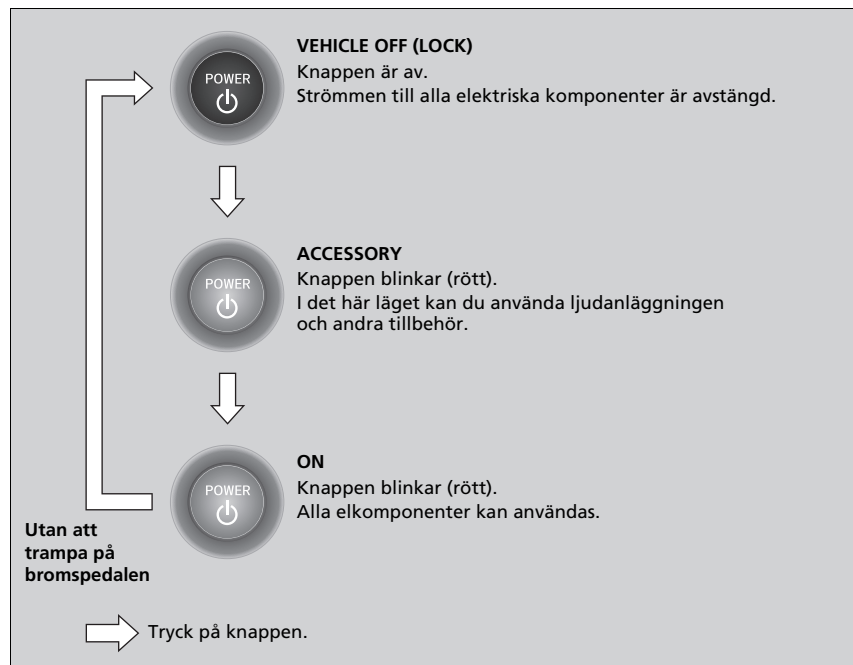 VEHICLE OFF (LOCK)
POWER
Knappen är av.
Strömmen till alla elektriska komponenter är avstängd.
ACCESSORY
POWER
Knappen blinkar (rött).
I det här läget kan du använda ljudanläggningen
och andra tillbehör.
ON
POWER
Knappen blinkar (rött).
Alla elkomponenter kan användas.
Utan att
trampa på
bromspedalen
Tryck på knappen.